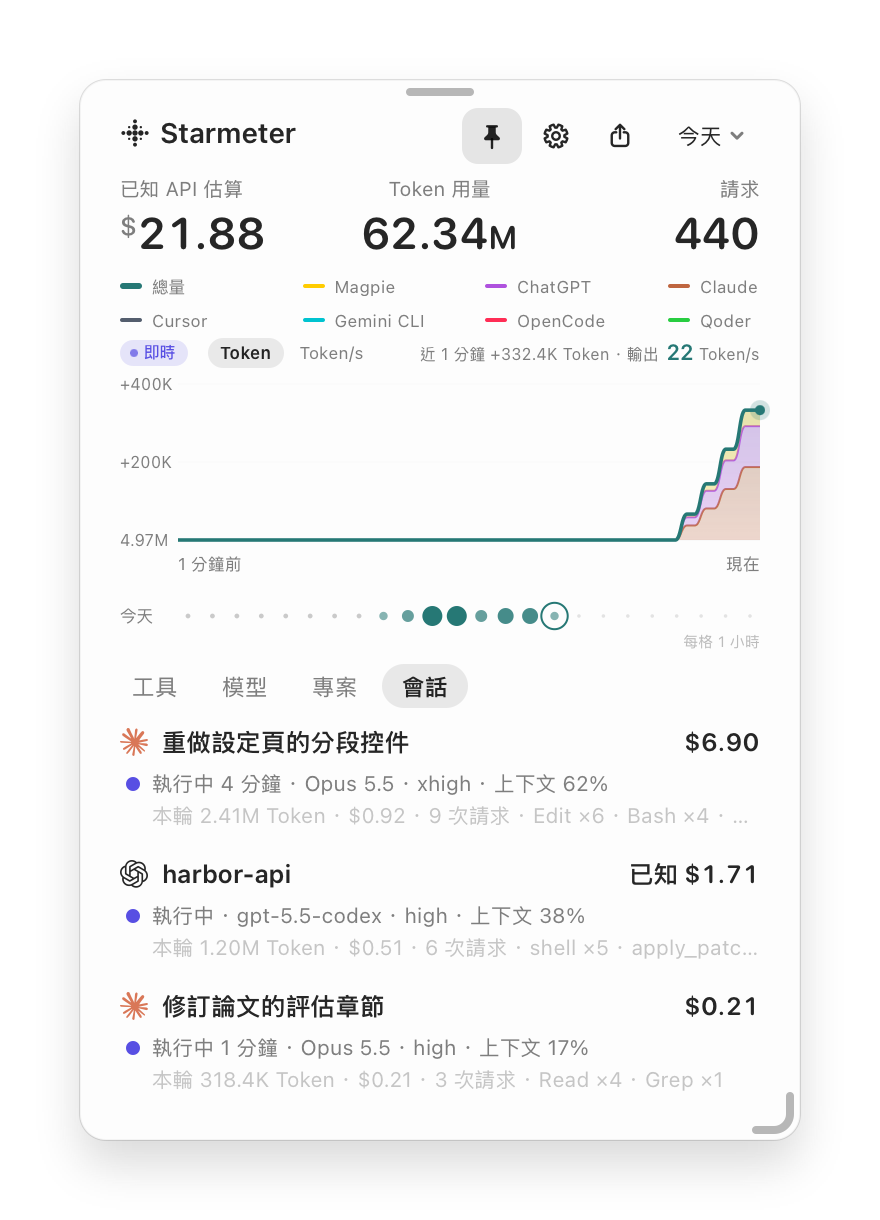 Starmeter 今天
已知 API 估算 Token 用量 請求
$21.88 62.34M 440
總量 Magpie ChatGPT Claude
Cursor Gemini CLI OpenCode Qoder
即時 Token Token/s 近 1 分鐘 +332.4K Token · 輸出 22 Token/s
+400K
+200K
4.97M
1 分鐘前 現在
今天
每格 1 小時
工具 模型 專案 會話
重做設定頁的分段控件 $6.90
執行中 4 分鐘 · Opus 5.5 · xhigh · 上下文 62%
本輪 2.41M Token · $0.92 · 9 次請求 · Edit ×6 · Bash ×4 · …
harbor-api 已知 $1.71
執行中 · gpt-5.5-codex · high · 上下文 38%
本輪 1.20M Token · $0.51 · 6 次請求 · shell ×5 · apply_patc…
修訂論文的評估章節 $0.21
執行中 1 分鐘 · Opus 5.5 · high · 上下文 17%
本輪 318.4K Token · $0.21 · 3 次請求 · Read ×4 · Grep ×1